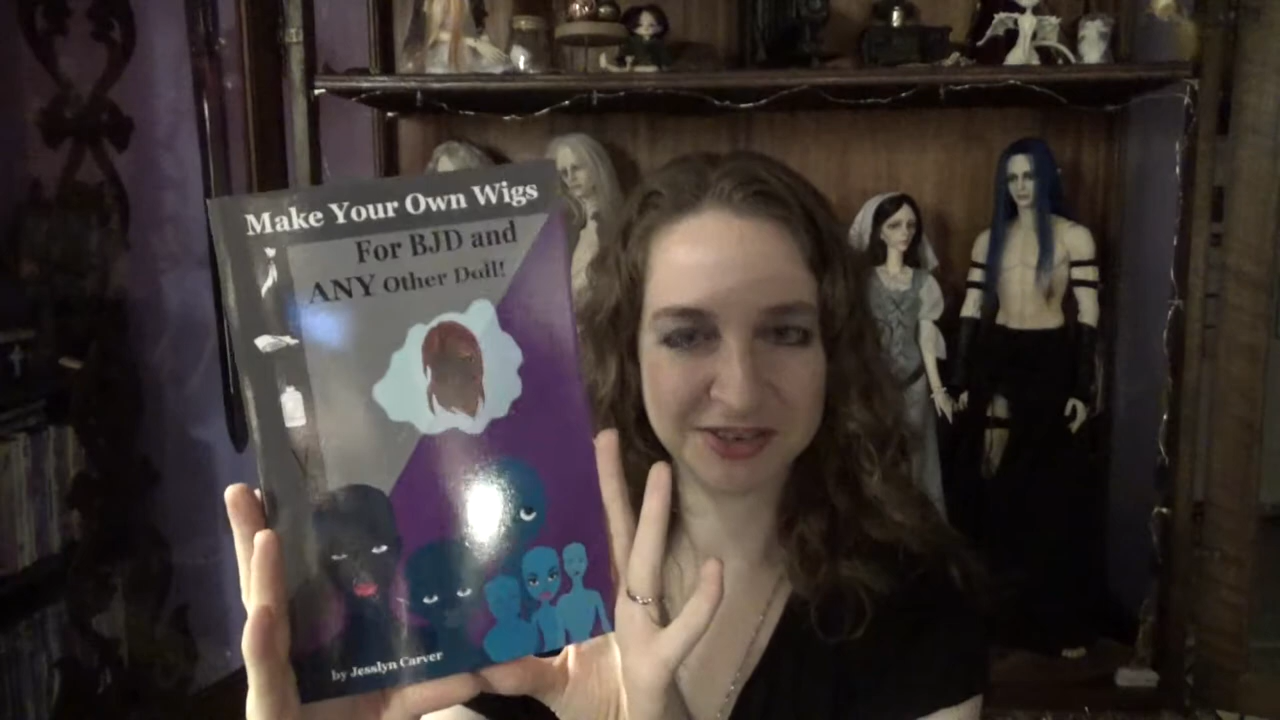 Make Your Own Wigs
For BJD and
ANY Other Doll!
by Jesslyn Carver